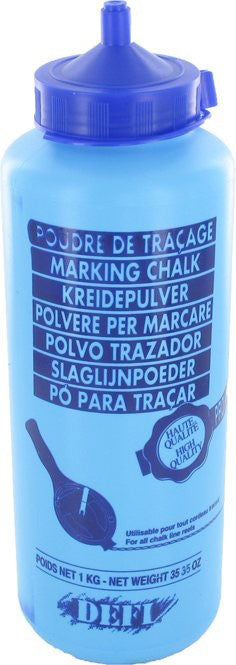 POUDRE DE TRAÇAGE
MARKING CHALK
KREIDEPULVER
POLVERE PER MARCARE
POLVO TRAZADOR
SLAGLIJNPOEDER
PÓ PARA TRAÇAR
HAUTE
QUALITÉ
HIGH
QUALITY
Utilisable pour tout cordeau
For all chalk line reels
POIDS NET 1 KG - NET WEIGHT 35 35 OZ
DEFI